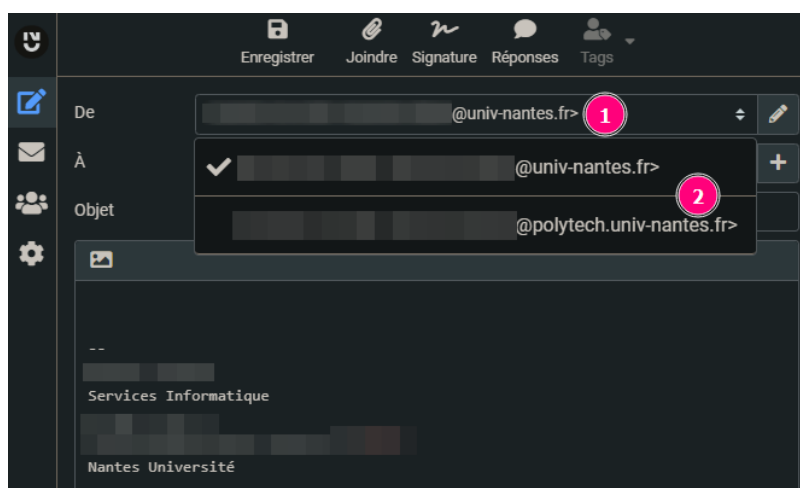 Enregistrer Joindre Signature Réponses Tags
De @univ-nantes.fr> 1
À @univ-nantes.fr>
2
Objet @polytech.univ-nantes.fr>
--
Services Informatique
Nantes Université